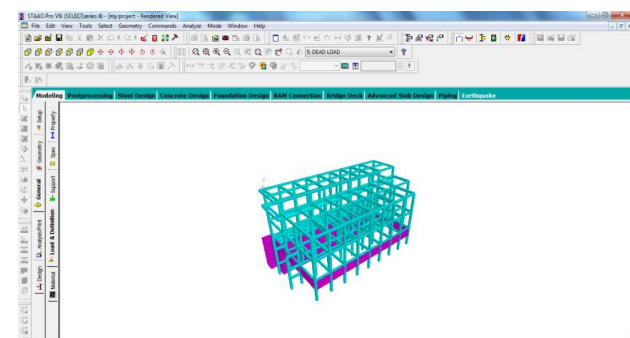 STAAD.Pro V8i (SELECTseries 4) - [my project - Rendered View]
File Edit View Tools Select Geometry Commands Analyze Mode Window Help
5: DEAD LOAD
Modeling Postprocessing Steel Design Concrete Design Foundation Design RAM Connection Bridge Deck Advanced Slab Design Piping Earthquake
Setup
Geometry
General
Analysis/Print
Design
Property
Spec
Support
Load & Definition
Material